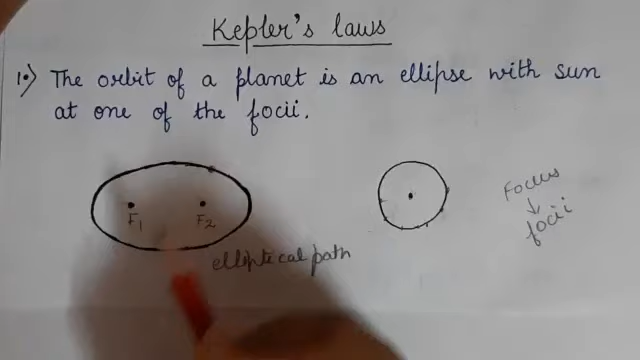 Kepler's laws
1.) The orbit of a planet is an ellipse with sun
at one of the focii.
F1 F2
elliptical path
Focus
↓
focii